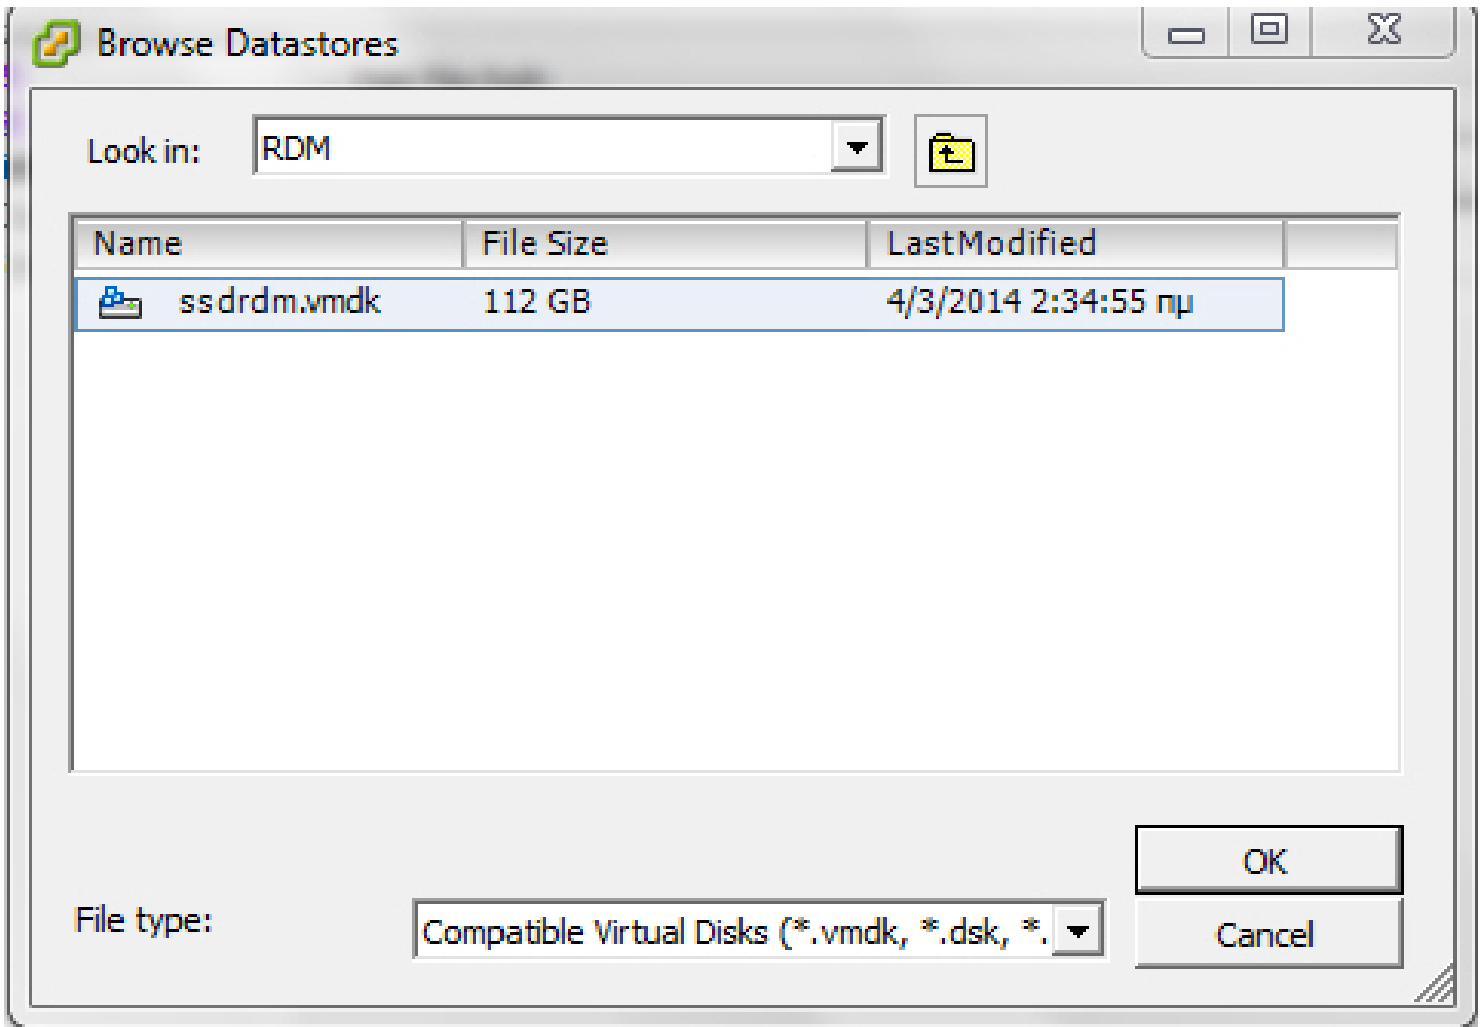 Browse Datastores
Look in: RDM
Name File Size LastModified
ssdrdm.vmdk 112 GB 4/3/2014 2:34:55 πμ
OK
File type: Compatible Virtual Disks (*.vmdk, *.dsk, *.
Cancel